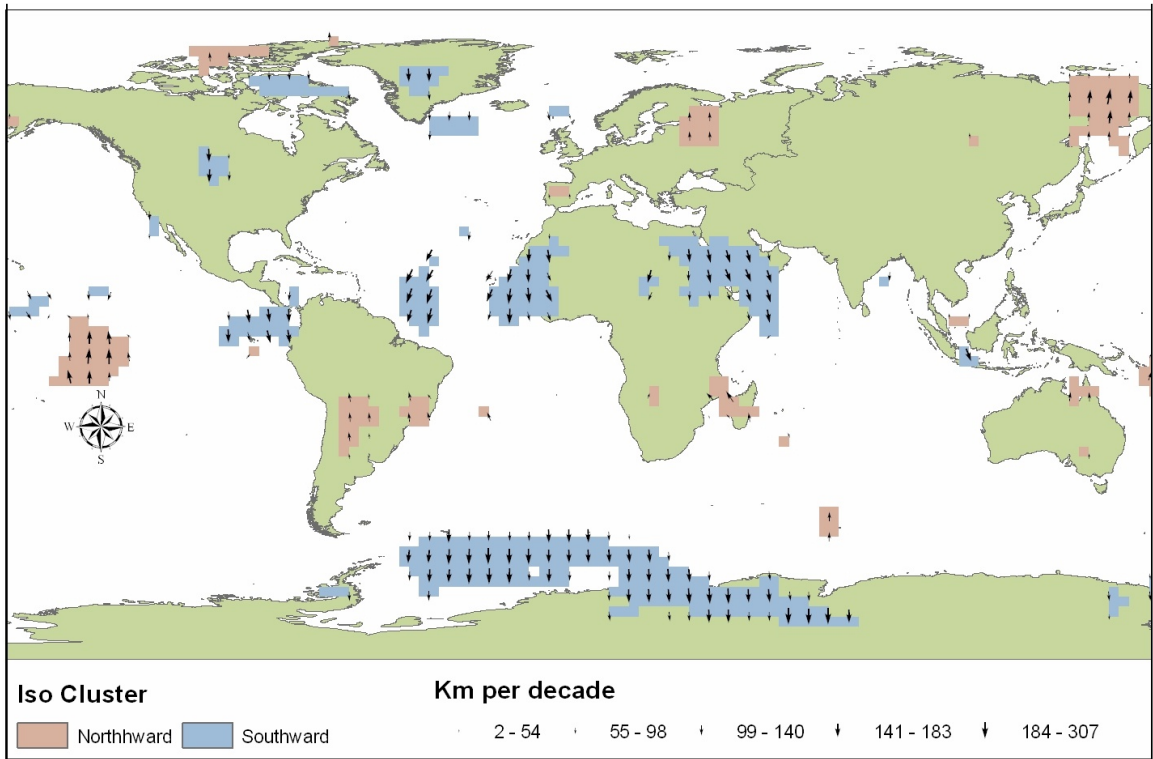 N
W E
S
Iso Cluster
Northhward Southward
Km per decade
2 - 54 55 - 98 99 - 140 141 - 183 184 - 307